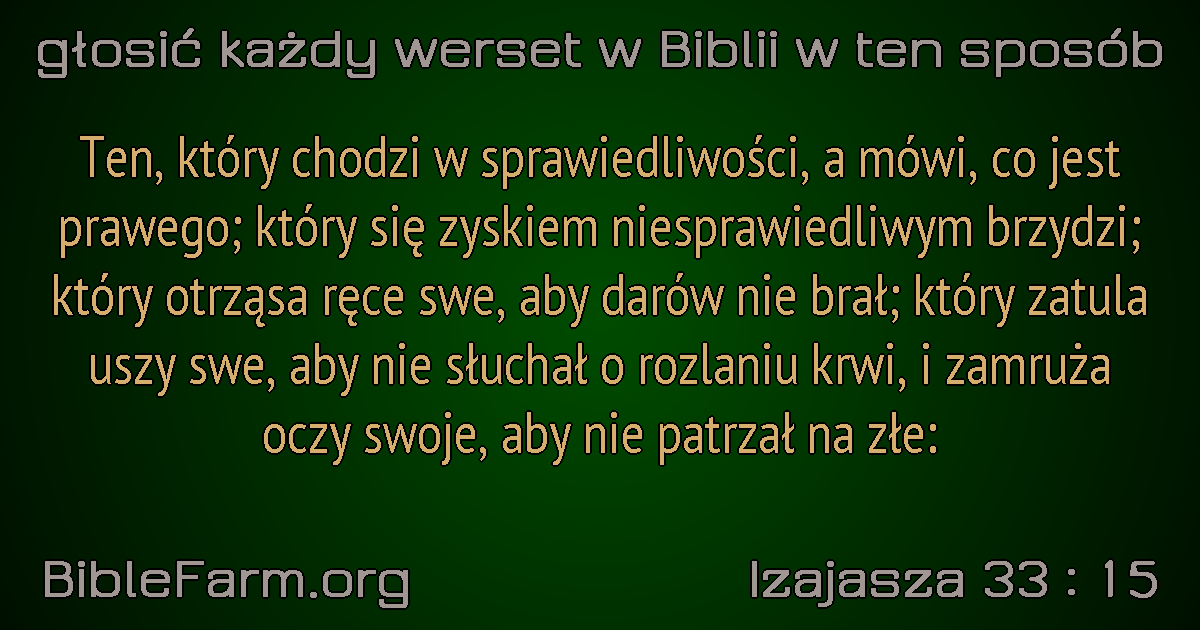 głosić każdy werset w Biblii w ten sposób
Ten, który chodzi w sprawiedliwości, a mówi, co jest
prawego; który się zyskiem niesprawiedliwym brzydzi;
który otrząsa ręce swe, aby darów nie brał; który zatula
uszy swe, aby nie słuchał o rozlaniu krwi, i zamruża
oczy swoje, aby nie patrzał na złe:
BibleFarm.org
Izajasza 33 : 15